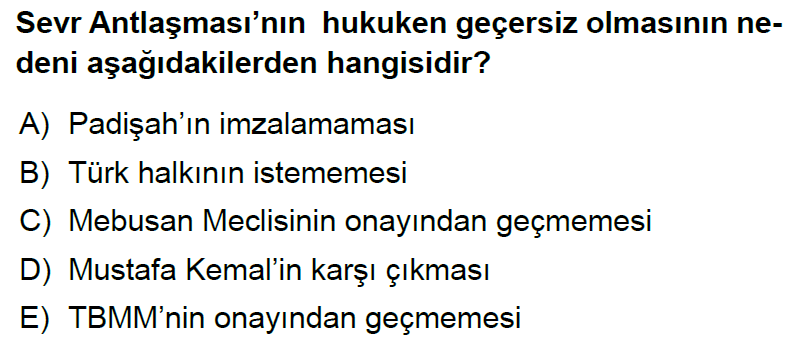 Sevr Antlaşması’nın hukuken geçersiz olmasının ne-
deni aşağıdakilerden hangisidir?
A) Padişah’ın imzalamaması
B) Türk halkının istememesi
C) Mebusan Meclisinin onayından geçmemesi
D) Mustafa Kemal’in karşı çıkması
E) TBMM’nin onayından geçmemesi